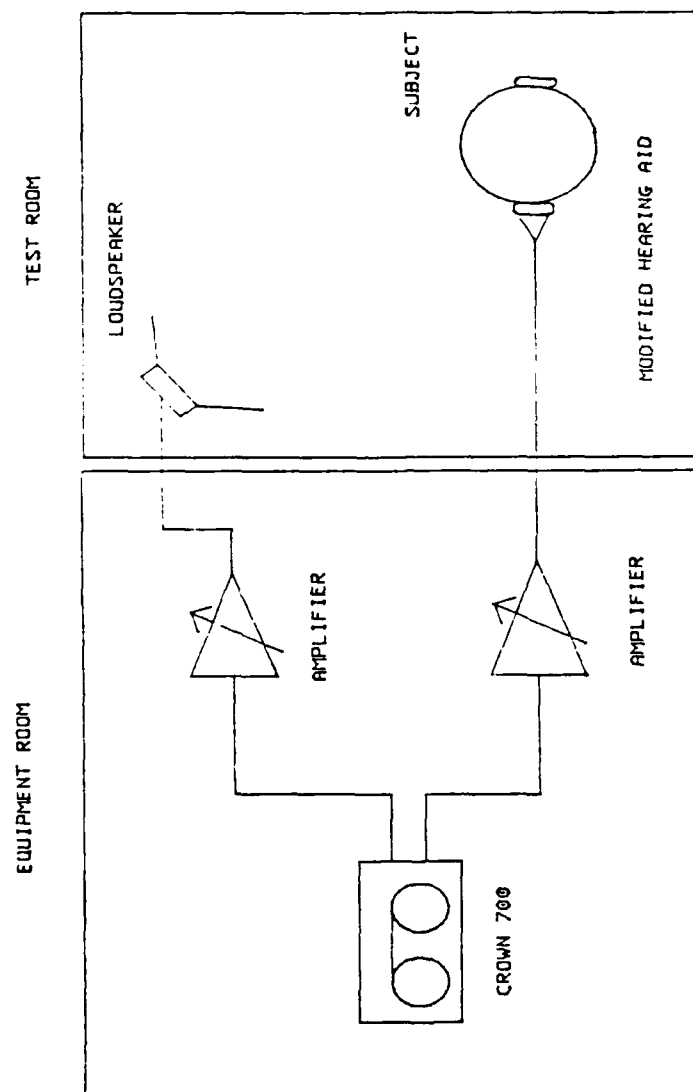 EQUIPMENT ROOM
TEST ROOM
LOUDSPEAKER
SUBJECT
AMPLIFIER
CROWN 700
AMPLIFIER
MODIFIED HEARING AID